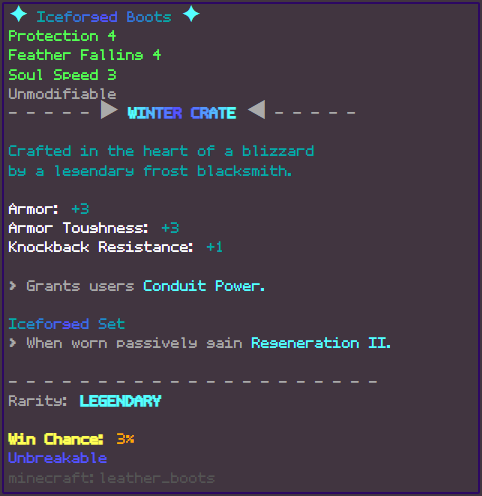 ✦ Iceforged Boots ✦
Protection 4
Feather Falling 4
Soul Speed 3
Unmodifiable
- - - - - ▶ WINTER CRATE ◀ - - - - -
Crafted in the heart of a blizzard
by a legendary frost blacksmith.
Armor: +3
Armor Toughness: +3
Knockback Resistance: +1
> Grants users Conduit Power.
Iceforged Set
> When worn passively gain Regeneration II.
- - - - - - - - - - - - - - - - - - - - - - -
Rarity: LEGENDARY
Win Chance: 3%
Unbreakable
minecraft:leather_boots